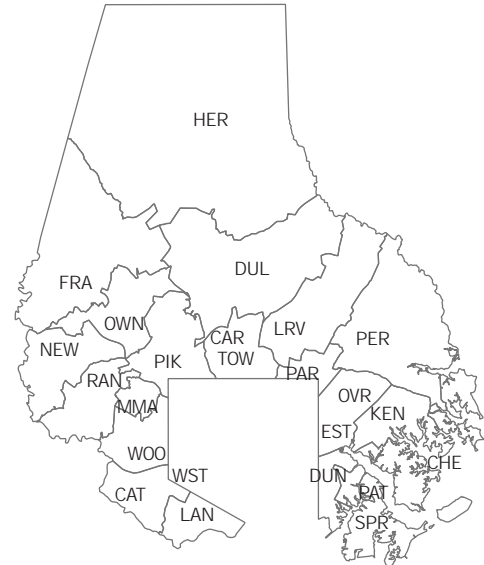 HER
DUL
FRA
OWN
CAR
LRV
NEW
PIK
TOW
PER
RAN
PAR
MMA
OVR
KEN
EST
WOO
CHE
WST
DUN
CAT
PAT
LAN
SPR